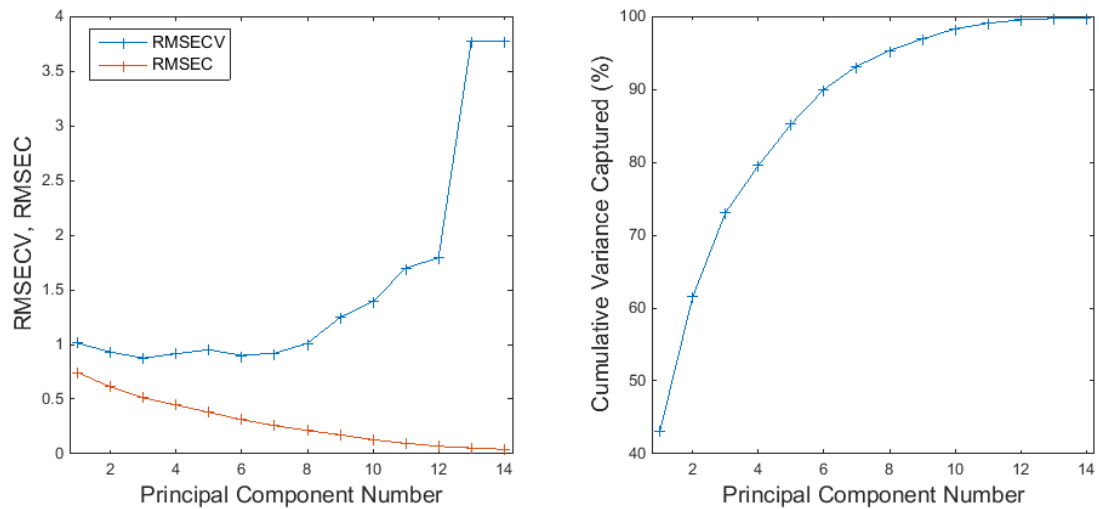 RMSECV, RMSEC
4
3.5
3
2.5
2
1.5
1
0.5
0
RMSECV
RMSEC
2 4 6 8 10 12 14
Principal Component Number
Cumulative Variance Captured (%)
100
90
80
70
60
50
40
2 4 6 8 10 12 14
Principal Component Number